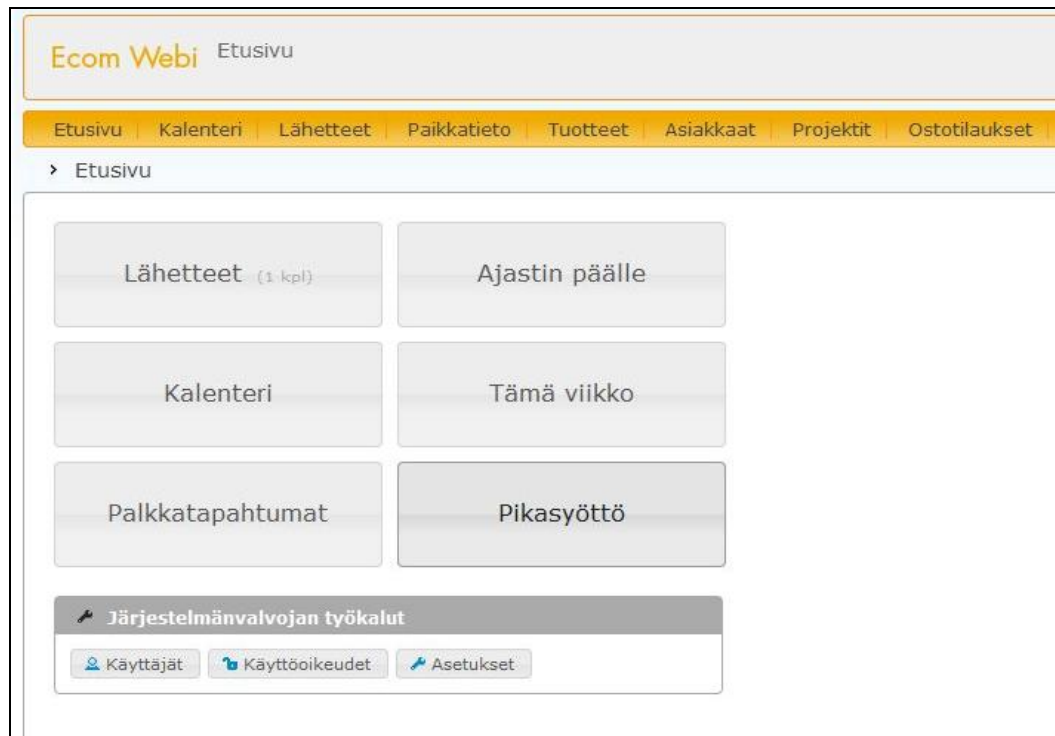 Ecom Webi Etusivu
Etusivu Kalenteri Lähetteet Paikkatieto Tuotteet Asiakkaat Projektit Ostotilaukset
› Etusivu
Lähetteet (1 kpl) Ajastin päälle
Kalenteri Tämä viikko
Palkkatapahtumat Pikasyöttö
Järjestelmänvalvojan työkalut
Käyttäjät Käyttöoikeudet Asetukset